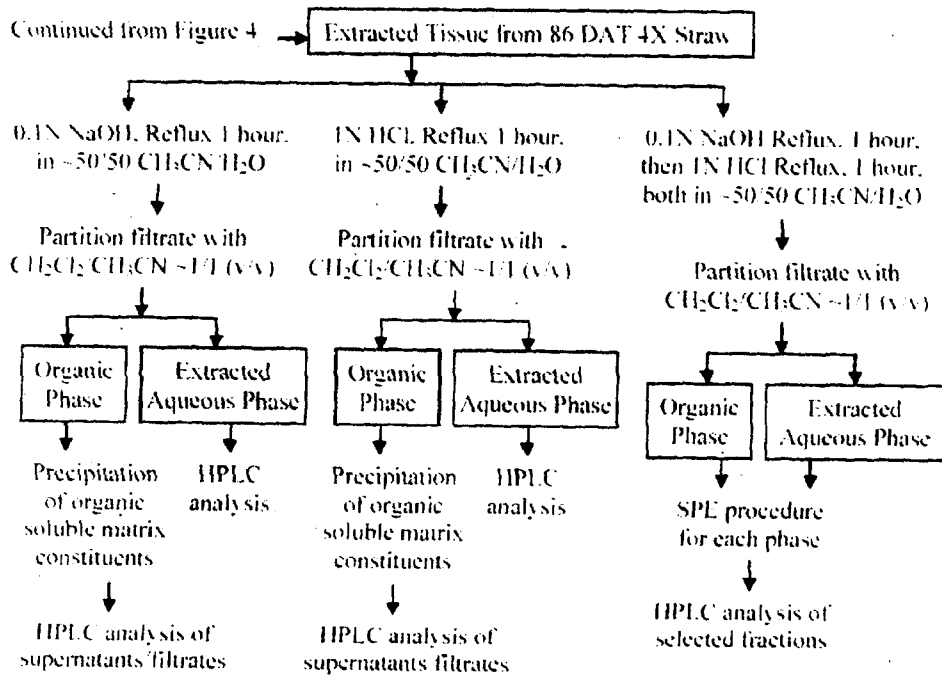 Continued from Figure 4
Extracted Tissue from 86 DAT 4X Straw
0.1N NaOH, Reflux 1 hour,
in ~50/50 CH₃CN/H₂O
Partition filtrate with
CH₂Cl₂/CH₃CN ~1/1 (v/v)
Organic
Phase
Extracted
Aqueous Phase
Precipitation
of organic
soluble matrix
constituents
HPLC
analysis
HPLC analysis of
supernatants/filtrates
1N HCl, Reflux 1 hour,
in ~50/50 CH₃CN/H₂O
Partition filtrate with
CH₂Cl₂/CH₃CN ~1/1 (v/v)
Organic
Phase
Extracted
Aqueous Phase
Precipitation
of organic
soluble matrix
constituents
HPLC
analysis
HPLC analysis of
supernatants/filtrates
0.1N NaOH Reflux, 1 hour,
then 1N HCl Reflux, 1 hour,
both in ~50/50 CH₃CN/H₂O
Partition filtrate with
CH₂Cl₂/CH₃CN ~1/1 (v/v)
Organic
Phase
Extracted
Aqueous Phase
SPE procedure
for each phase
HPLC analysis of
selected fractions